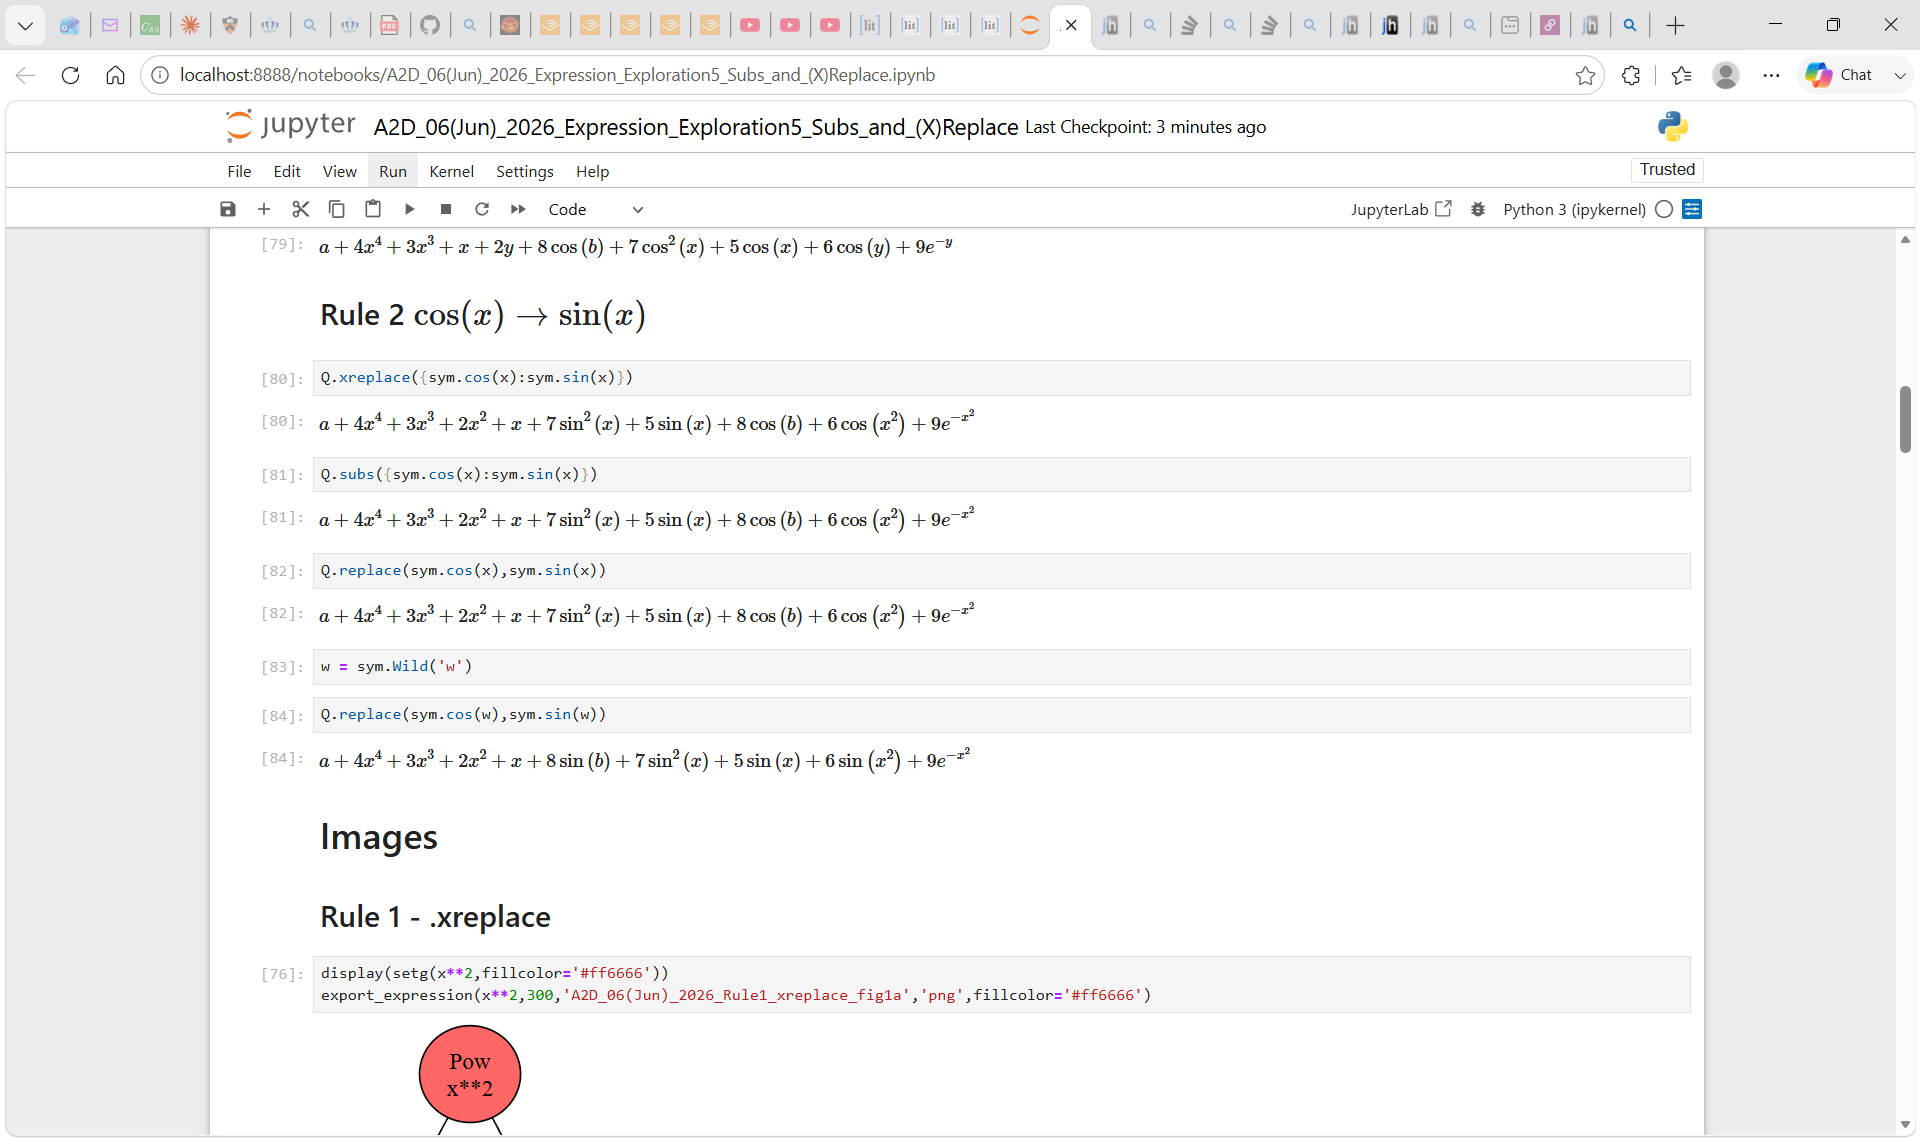 localhost:8888/notebooks/A2D_06(Jun)_2026_Expression_Exploration5_Subs_and_(X)Replace.ipynb
Chat
jupyter A2D_06(Jun)_2026_Expression_Exploration5_Subs_and_(X)Replace Last Checkpoint: 3 minutes ago
File Edit View Run Kernel Settings Help
Trusted
Code
JupyterLab Python 3 (ipykernel)
[79]: a + 4x⁴ + 3x³ + x + 2y + 8 cos (b) + 7 cos² (x) + 5 cos (x) + 6 cos (y) + 9e^{−y}
Rule 2 cos(x) → sin(x)
[80]: Q.xreplace({sym.cos(x):sym.sin(x)})
[80]: a + 4x⁴ + 3x³ + 2x² + x + 7 sin² (x) + 5 sin (x) + 8 cos (b) + 6 cos (x²) + 9e^{−x²}
[81]: Q.subs({sym.cos(x):sym.sin(x)})
[81]: a + 4x⁴ + 3x³ + 2x² + x + 7 sin² (x) + 5 sin (x) + 8 cos (b) + 6 cos (x²) + 9e^{−x²}
[82]: Q.replace(sym.cos(x),sym.sin(x))
[82]: a + 4x⁴ + 3x³ + 2x² + x + 7 sin² (x) + 5 sin (x) + 8 cos (b) + 6 cos (x²) + 9e^{−x²}
[83]: w = sym.Wild('w')
[84]: Q.replace(sym.cos(w),sym.sin(w))
[84]: a + 4x⁴ + 3x³ + 2x² + x + 8 sin (b) + 7 sin² (x) + 5 sin (x) + 6 sin (x²) + 9e^{−x²}
Images
Rule 1 - .xreplace
[76]: display(setg(x**2,fillcolor='#ff6666'))
export_expression(x**2,300,'A2D_06(Jun)_2026_Rule1_xreplace_fig1a','png',fillcolor='#ff6666')
Pow
x**2